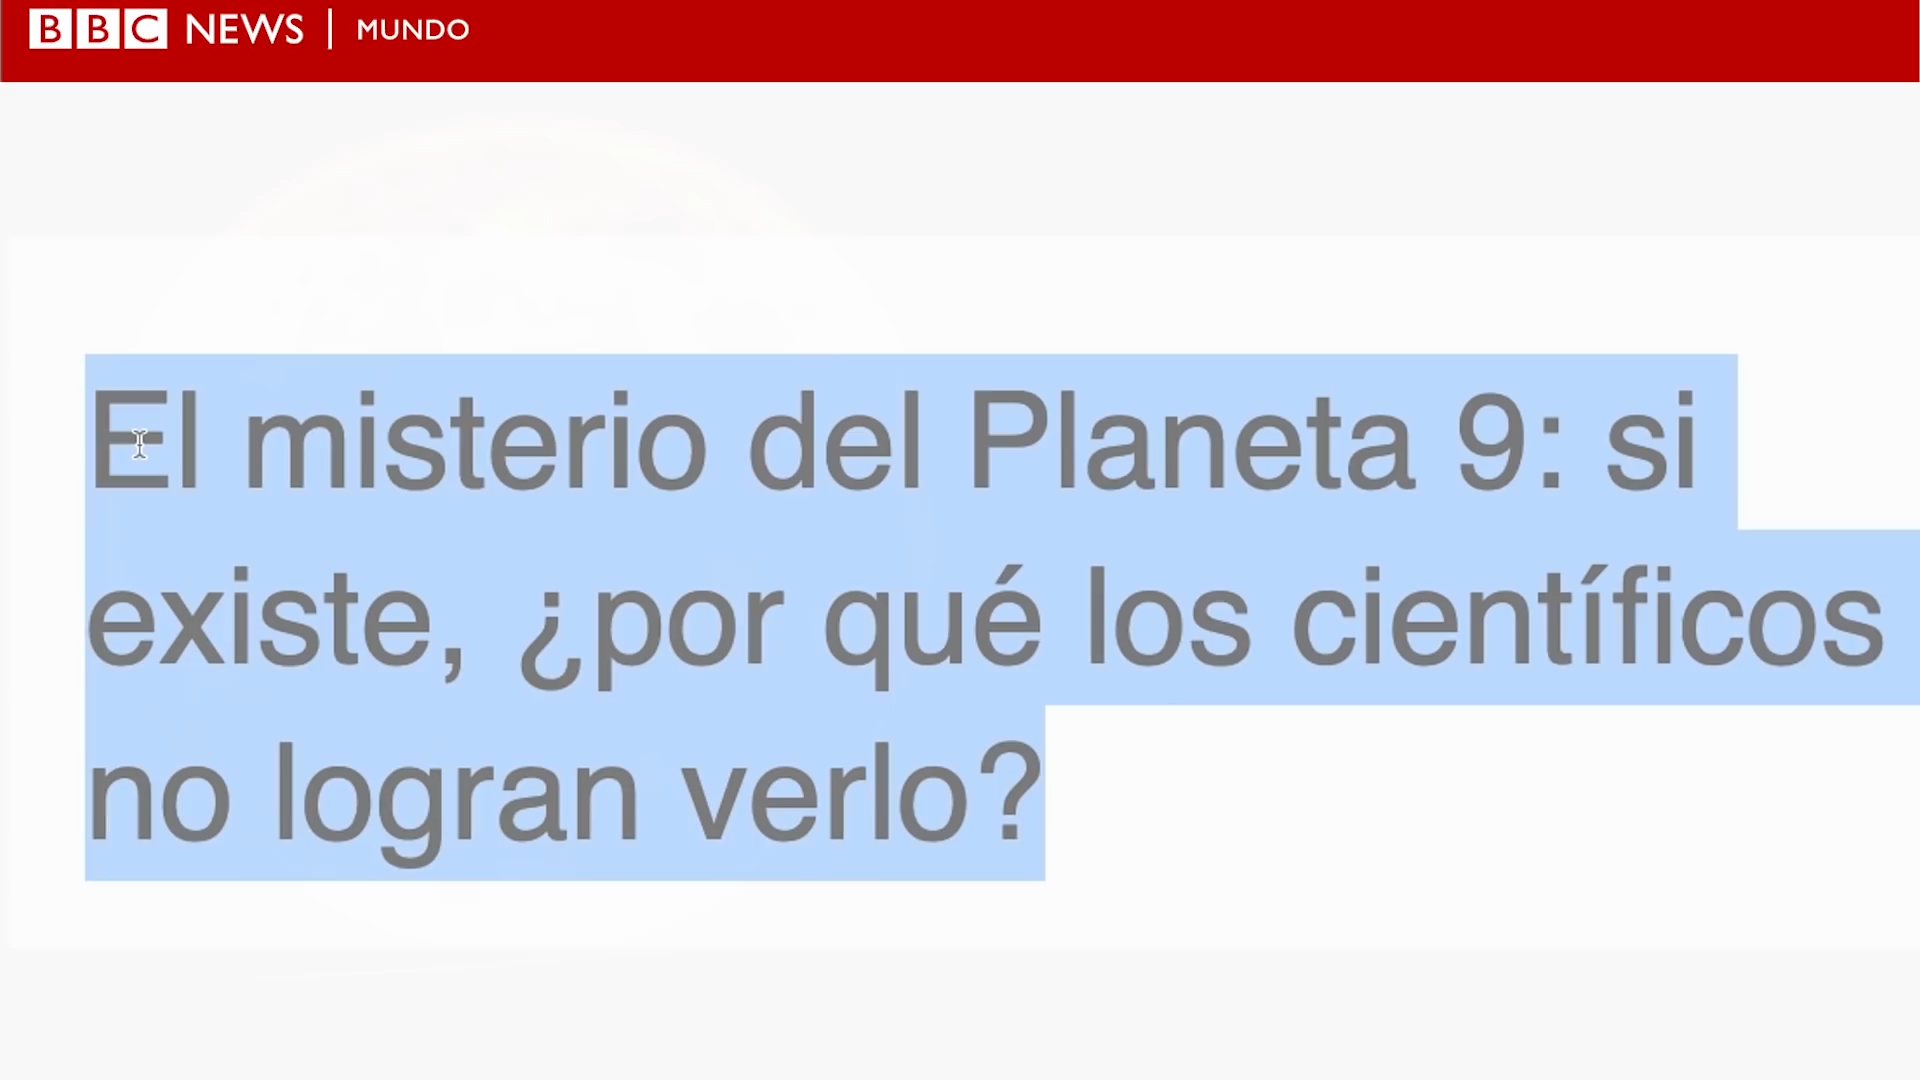 BBC NEWS | MUNDO
El misterio del Planeta 9: si
existe, ¿por qué los científicos
no logran verlo?